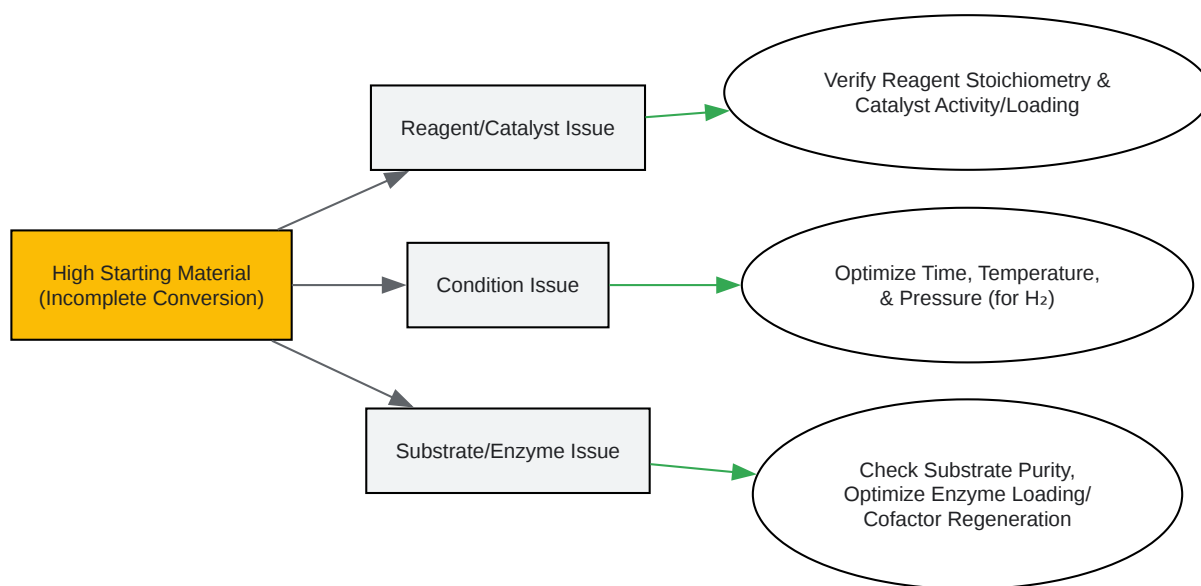 High Starting Material
(Incomplete Conversion)
Reagent/Catalyst Issue
Condition Issue
Substrate/Enzyme Issue
Verify Reagent Stoichiometry &
Catalyst Activity/Loading
Optimize Time, Temperature,
& Pressure (for H₂)
Check Substrate Purity,
Optimize Enzyme Loading/
Cofactor Regeneration